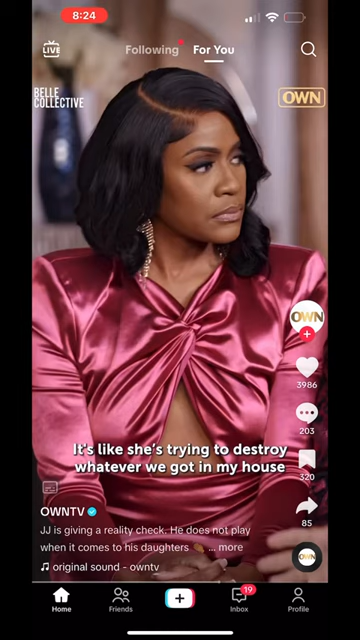 8:24
LIVE
Following
For You
BELLE
COLLECTIVE
OWN
OWN
3986
203
320
85
It's like she's trying to destroy
whatever we got in my house
OWNTV
JJ is giving a reality check. He does not play
when it comes to his daughters ... more
original sound - owntv
OWN
19
Home
Friends
Inbox
Profile